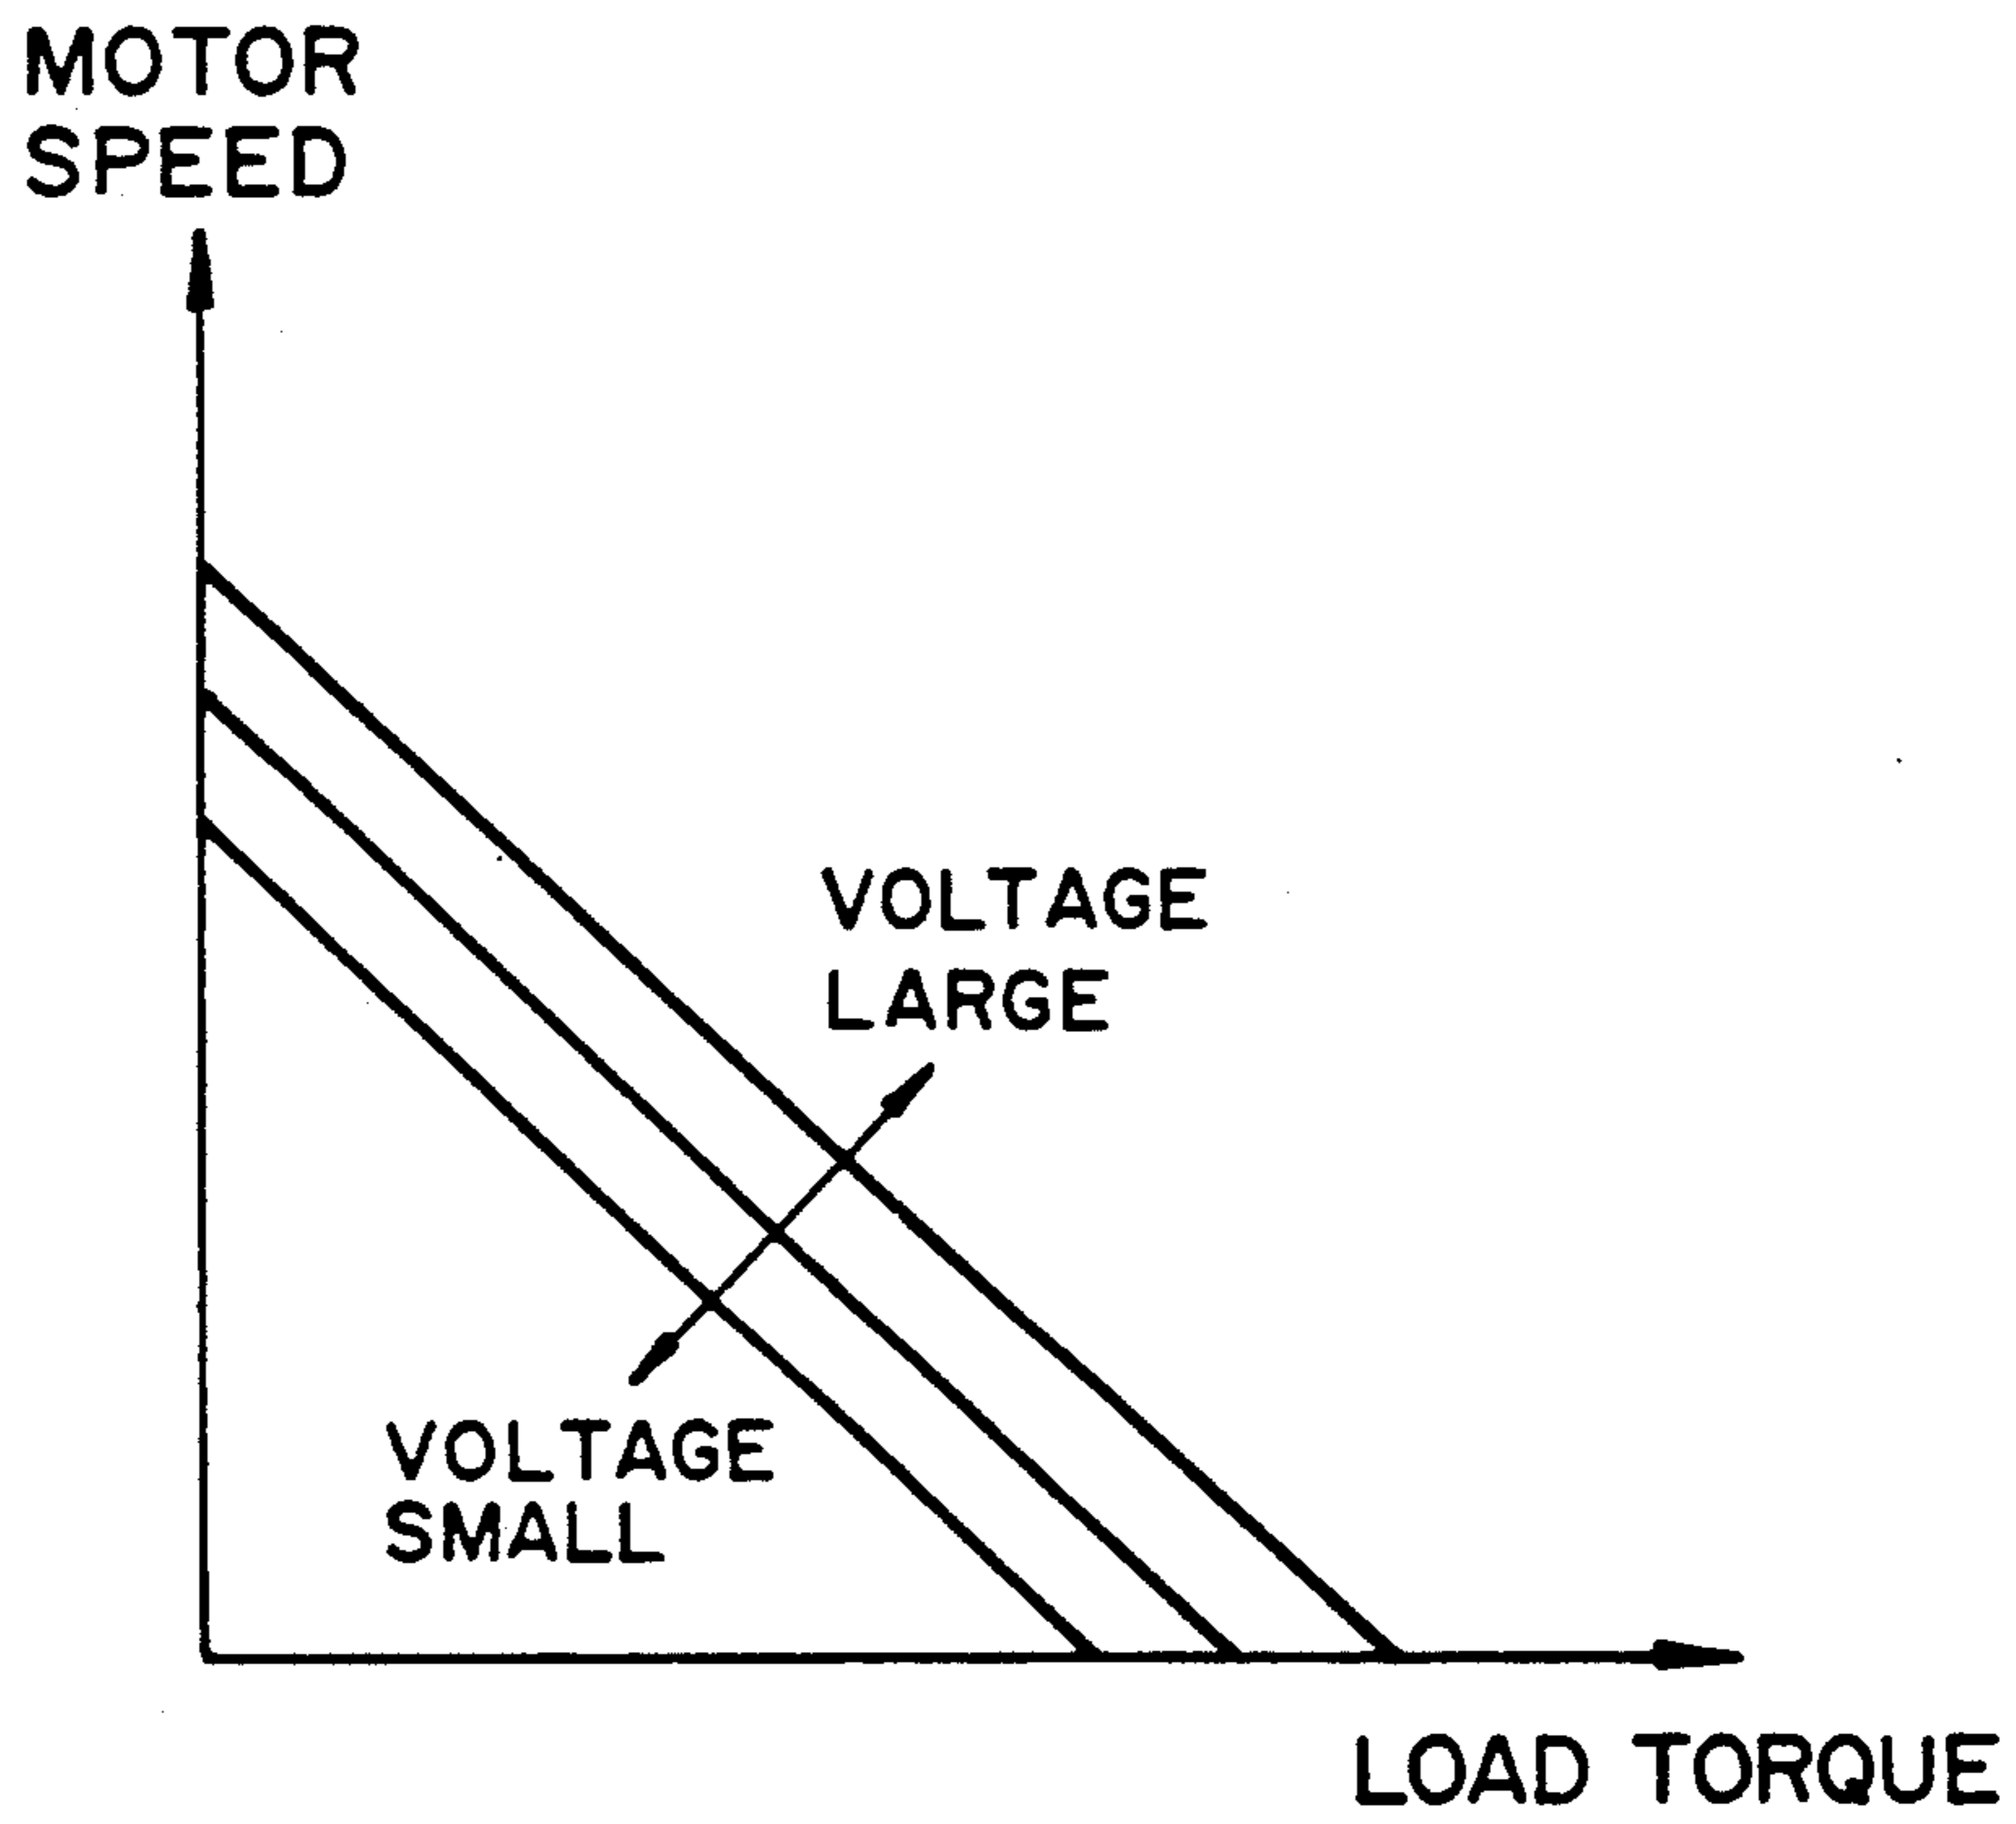 MOTOR
SPEED
VOLTAGE
LARGE
VOLTAGE
SMALL
LOAD TORQUE